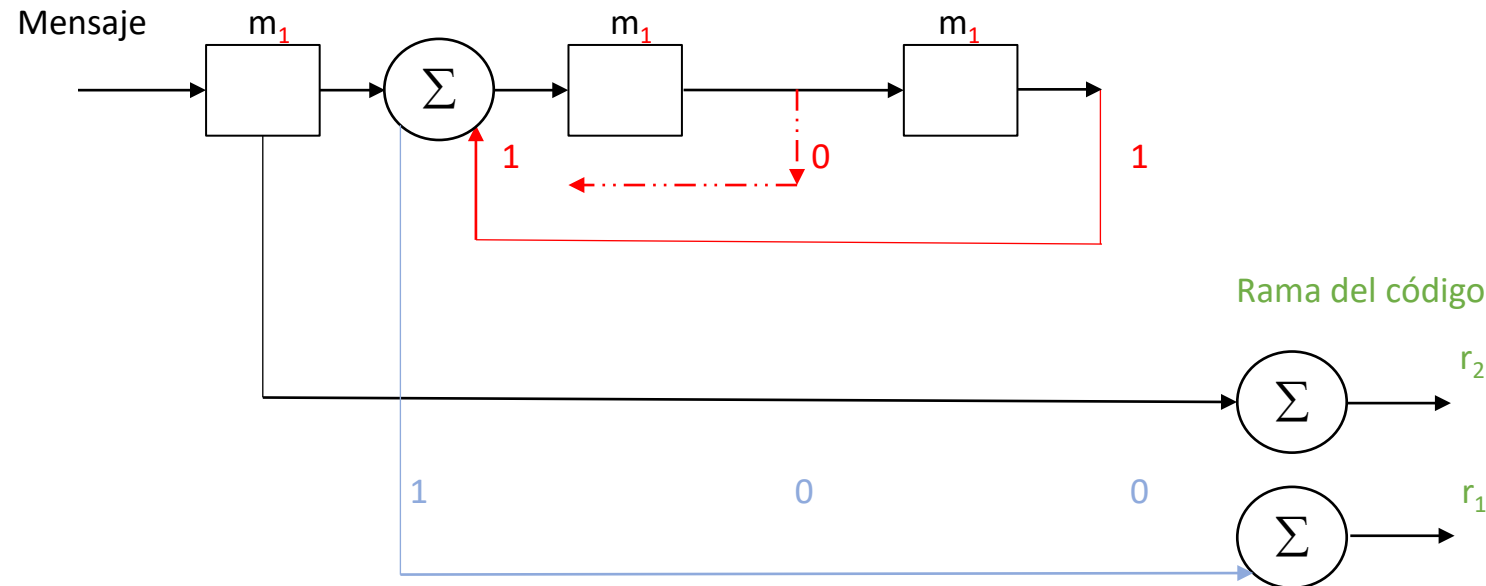 Mensaje m₁ m₁ m₁
Σ
1 0 1
Rama del código
r₂
Σ
1 0 0 r₁
Σ